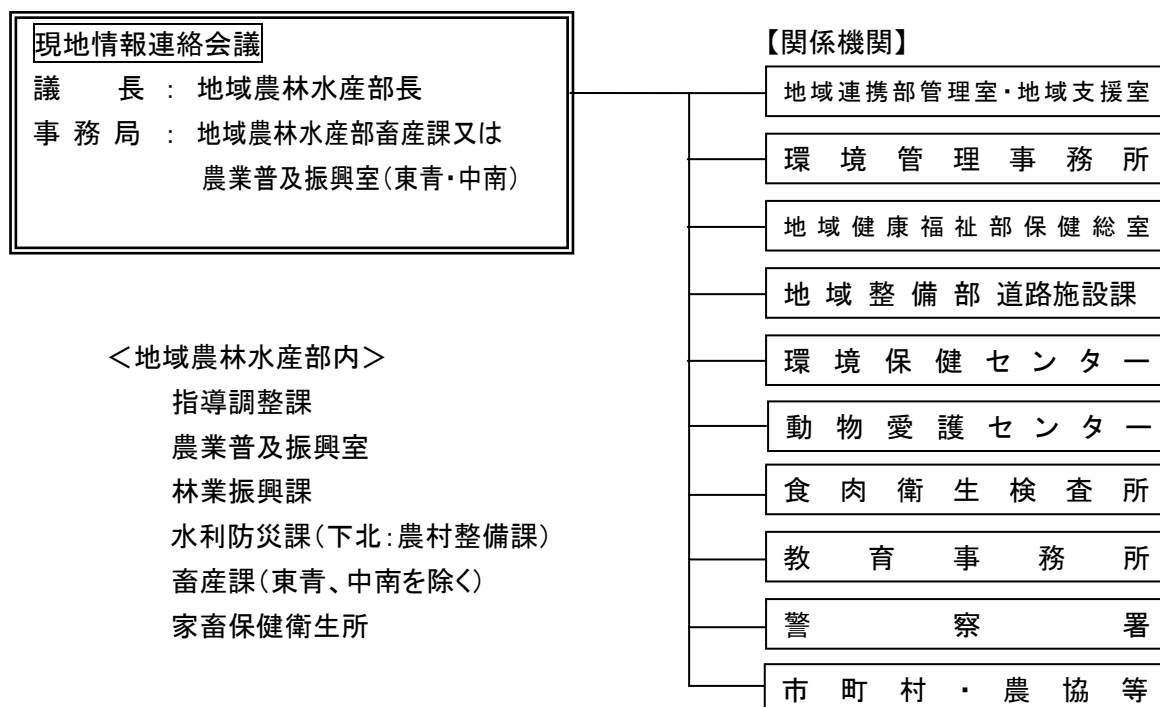 現地情報連絡会議
議　　長　：　地域農林水産部長
事 務 局　：　地域農林水産部畜産課又は
農業普及振興室（東青・中南）
＜地域農林水産部内＞
指導調整課
農業普及振興室
林業振興課
水利防災課（下北：農村整備課）
畜産課（東青、中南を除く）
家畜保健衛生所
【関係機関】
地域連携部管理室・地域支援室
環境管理事務所
地域健康福祉部保健総室
地域整備部 道路施設課
環境保健センター
動物愛護センター
食肉衛生検査所
教育事務所
警察署
市町村・農協等